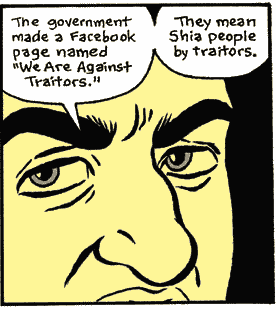 The government
made a Facebook
page named
"We Are Against
Traitors."
They mean
Shia people
by traitors.